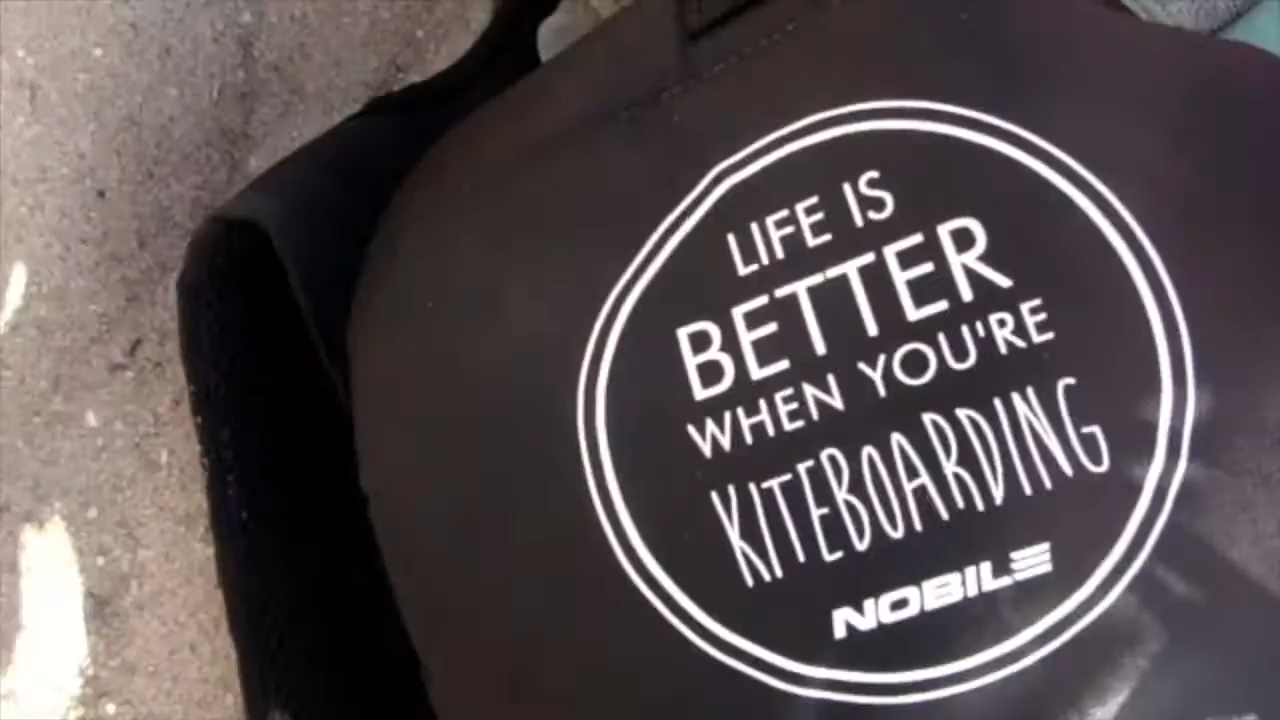 LIFE IS
BETTER
WHEN YOU'RE
KITEBOARDING
NOBILE